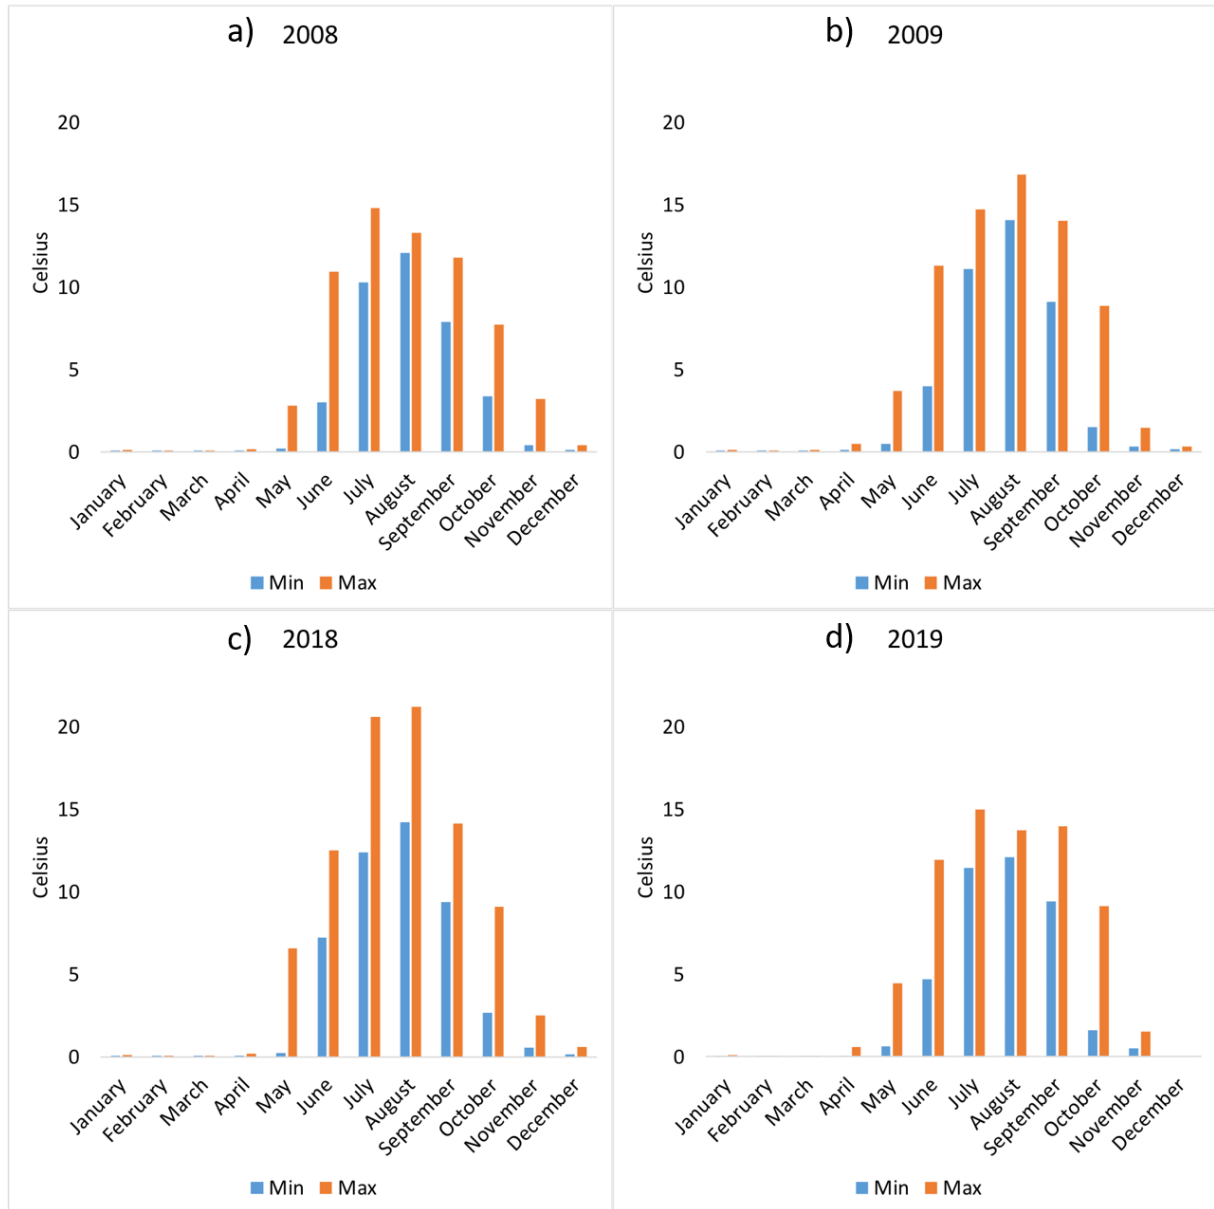 a) 2008
20
15
10
5
0
Celsius
January
February
March
April
May
June
July
August
September
October
November
December
Min Max
b) 2009
20
15
10
5
0
Celsius
January
February
March
April
May
June
July
August
September
October
November
December
Min Max
c) 2018
20
15
10
5
0
Celsius
January
February
March
April
May
June
July
August
September
October
November
December
Min Max
d) 2019
20
15
10
5
0
Celsius
January
February
March
April
May
June
July
August
September
October
November
December
Min Max